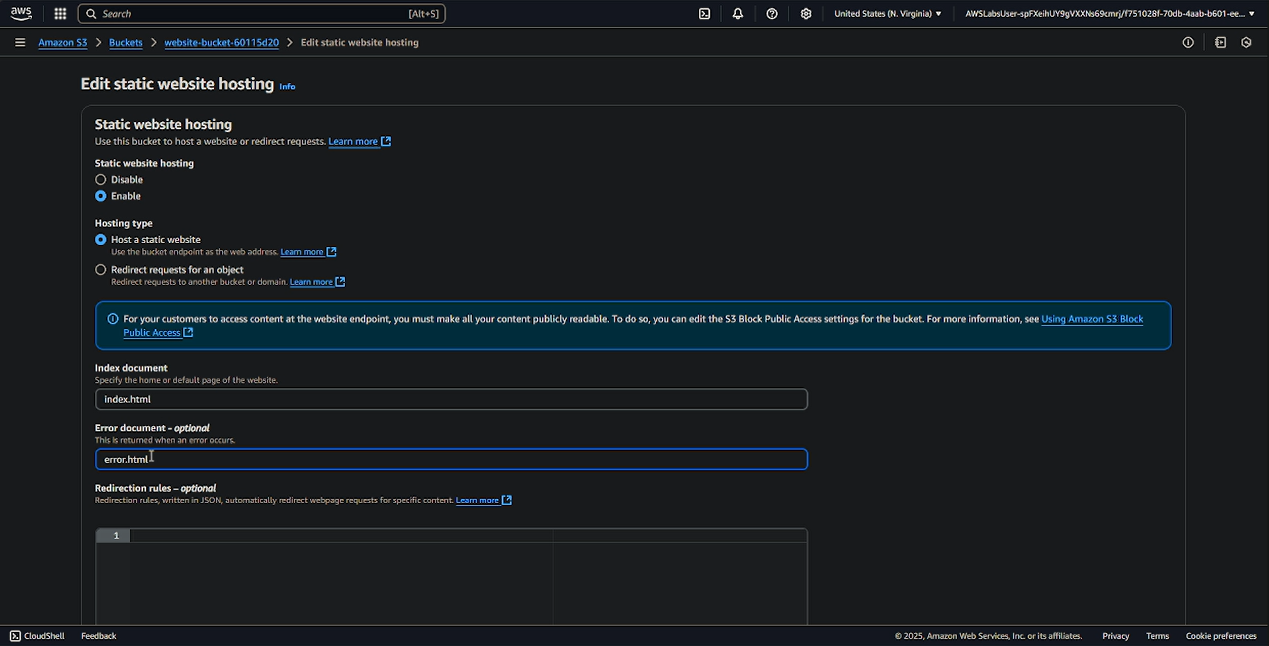 aws
Search
[Alt+S]
United States (N. Virginia)
Amazon S3 > Buckets > website-bucket-60115d20 > Edit static website hosting
Edit static website hosting Info
Static website hosting
Use this bucket to host a website or redirect requests. Learn more
Static website hosting
Disable
Enable
Hosting type
Host a static website
Use the bucket endpoint as the web address. Learn more
Redirect requests for an object
Redirect requests to another bucket or domain. Learn more
For your customers to access content at the website endpoint, you must make all your content publicly readable. To do so, you can edit the S3 Block Public Access settings for the bucket. For more information, see Using Amazon S3 Block
Public Access
Index document
Specify the home or default page of the website.
index.html
Error document – optional
This is returned when an error occurs.
error.html
Redirection rules – optional
Redirection rules, written in JSON, automatically redirect webpage requests for specific content. Learn more
1
CloudShell Feedback © 2025, Amazon Web Services, Inc. or its affiliates. Privacy Terms Cookie preferences